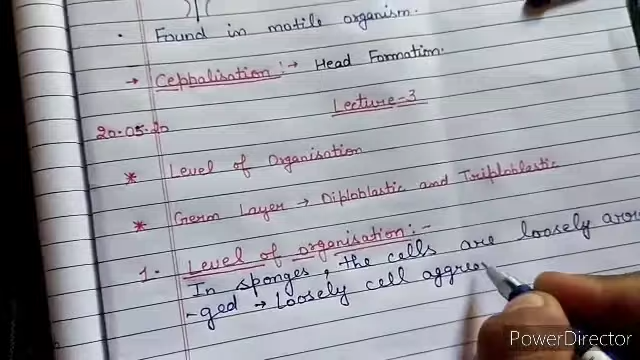 • Found in motile organism.
→ Cephalisation :→ Head Formation.
Lecture-3
20-05-20
* Level of Organisation
* Germ Layer → Diploblastic and Triploblastic
1. Level of organisation:-
In sponges, the cells are loosely arran
-ged → Loosely cell aggre
PowerDirector